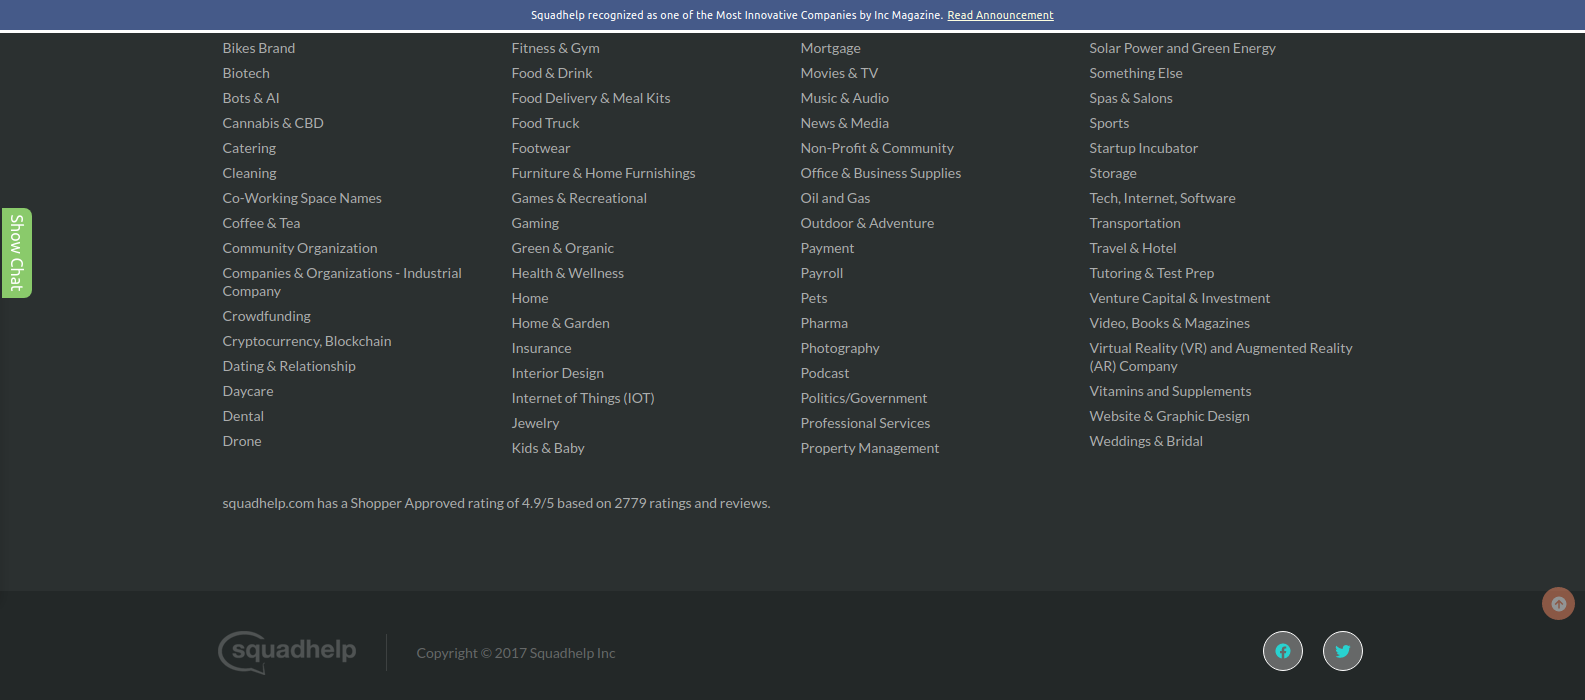 Squadhelp recognized as one of the Most Innovative Companies by Inc Magazine. Read Announcement
Bikes Brand
Biotech
Bots & AI
Cannabis & CBD
Catering
Cleaning
Co-Working Space Names
Coffee & Tea
Community Organization
Companies & Organizations - Industrial
Company
Crowdfunding
Cryptocurrency, Blockchain
Dating & Relationship
Daycare
Dental
Drone
Fitness & Gym
Food & Drink
Food Delivery & Meal Kits
Food Truck
Footwear
Furniture & Home Furnishings
Games & Recreational
Gaming
Green & Organic
Health & Wellness
Home
Home & Garden
Insurance
Interior Design
Internet of Things (IOT)
Jewelry
Kids & Baby
Mortgage
Movies & TV
Music & Audio
News & Media
Non-Profit & Community
Office & Business Supplies
Oil and Gas
Outdoor & Adventure
Payment
Payroll
Pets
Pharma
Photography
Podcast
Politics/Government
Professional Services
Property Management
Solar Power and Green Energy
Something Else
Spas & Salons
Sports
Startup Incubator
Storage
Tech, Internet, Software
Transportation
Travel & Hotel
Tutoring & Test Prep
Venture Capital & Investment
Video, Books & Magazines
Virtual Reality (VR) and Augmented Reality
(AR) Company
Vitamins and Supplements
Website & Graphic Design
Weddings & Bridal
Show Chat
squadhelp.com has a Shopper Approved rating of 4.9/5 based on 2779 ratings and reviews.
squadhelp
Copyright © 2017 Squadhelp Inc